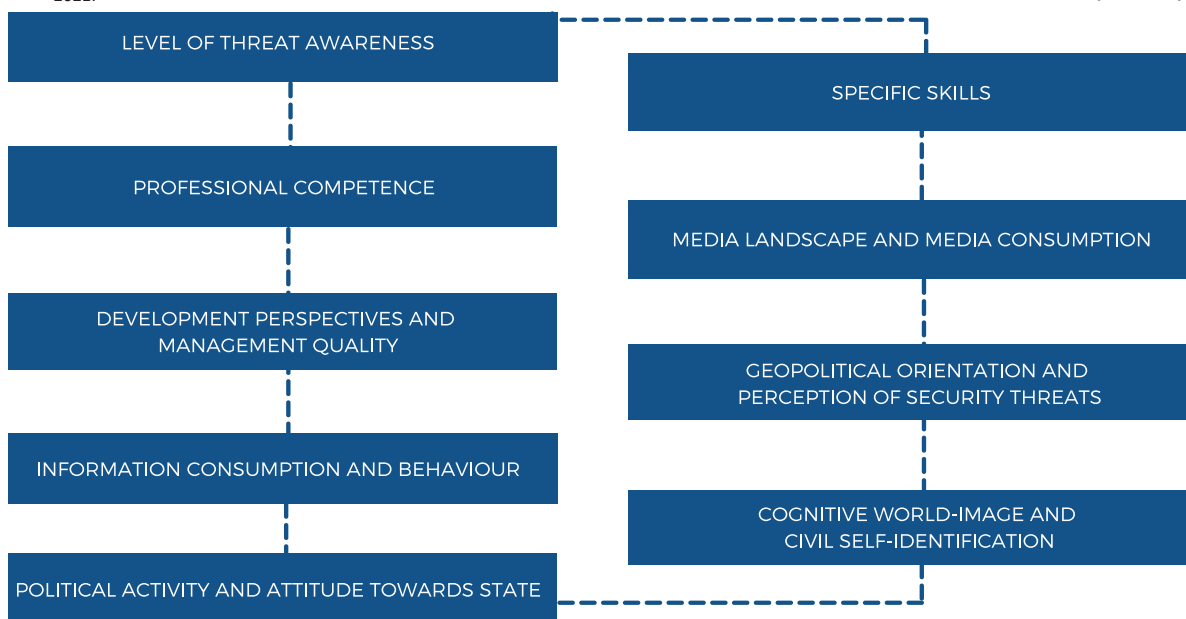 LEVEL OF THREAT AWARENESS
PROFESSIONAL COMPETENCE
DEVELOPMENT PERSPECTIVES AND
MANAGEMENT QUALITY
INFORMATION CONSUMPTION AND BEHAVIOUR
POLITICAL ACTIVITY AND ATTITUDE TOWARDS STATE
SPECIFIC SKILLS
MEDIA LANDSCAPE AND MEDIA CONSUMPTION
GEOPOLITICAL ORIENTATION AND
PERCEPTION OF SECURITY THREATS
COGNITIVE WORLD-IMAGE AND
CIVIL SELF-IDENTIFICATION